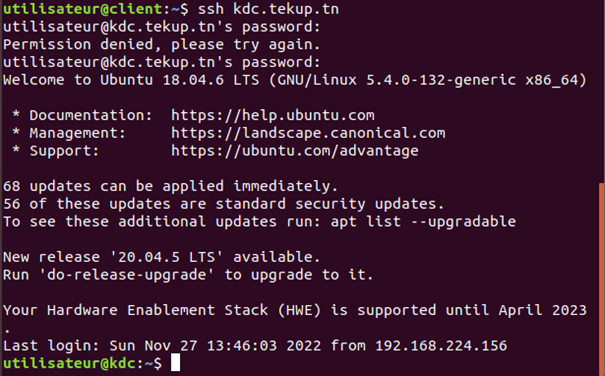 utilisateur@client:~$ ssh kdc.tekup.tn
utilisateur@kdc.tekup.tn's password:
Permission denied, please try again.
utilisateur@kdc.tekup.tn's password:
Welcome to Ubuntu 18.04.6 LTS (GNU/Linux 5.4.0-132-generic x86_64)

 * Documentation:  https://help.ubuntu.com
 * Management:     https://landscape.canonical.com
 * Support:        https://ubuntu.com/advantage

68 updates can be applied immediately.
56 of these updates are standard security updates.
To see these additional updates run: apt list --upgradable

New release '20.04.5 LTS' available.
Run 'do-release-upgrade' to upgrade to it.

Your Hardware Enablement Stack (HWE) is supported until April 2023
.
Last login: Sun Nov 27 13:46:03 2022 from 192.168.224.156
utilisateur@kdc:~$